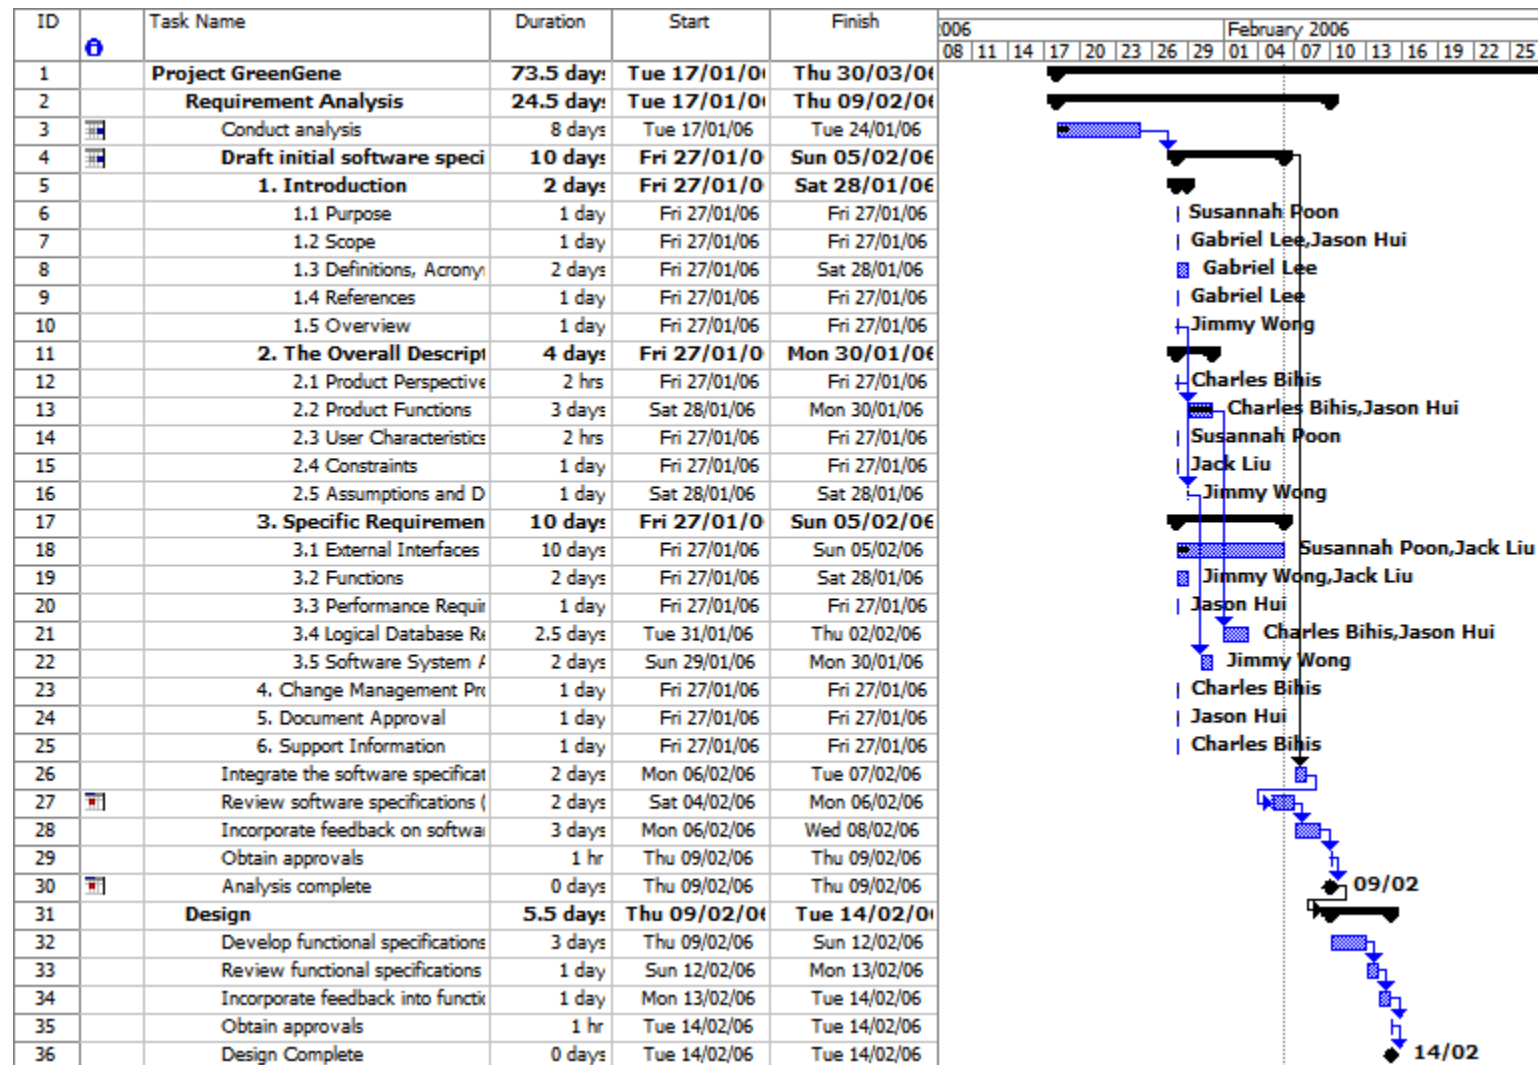 ID Task Name Duration Start Finish
006 February 2006
08 11 14 17 20 23 26 29 01 04 07 10 13 16 19 22 25
1 Project GreenGene 73.5 days Tue 17/01/06 Thu 30/03/06
2 Requirement Analysis 24.5 days Tue 17/01/06 Thu 09/02/06
3 Conduct analysis 8 days Tue 17/01/06 Tue 24/01/06
4 Draft initial software speci 10 days Fri 27/01/0 Sun 05/02/06
5 1. Introduction 2 days Fri 27/01/0 Sat 28/01/06
6 1.1 Purpose 1 day Fri 27/01/06 Fri 27/01/06 Susannah Poon
7 1.2 Scope 1 day Fri 27/01/06 Fri 27/01/06 Gabriel Lee,Jason Hui
8 1.3 Definitions, Acrony 2 days Fri 27/01/06 Sat 28/01/06 Gabriel Lee
9 1.4 References 1 day Fri 27/01/06 Fri 27/01/06 Gabriel Lee
10 1.5 Overview 1 day Fri 27/01/06 Fri 27/01/06 Jimmy Wong
11 2. The Overall Descript 4 days Fri 27/01/0 Mon 30/01/06
12 2.1 Product Perspective 2 hrs Fri 27/01/06 Fri 27/01/06 Charles Bihis
13 2.2 Product Functions 3 days Sat 28/01/06 Mon 30/01/06 Charles Bihis,Jason Hui
14 2.3 User Characteristics 2 hrs Fri 27/01/06 Fri 27/01/06 Susannah Poon
15 2.4 Constraints 1 day Fri 27/01/06 Fri 27/01/06 Jack Liu
16 2.5 Assumptions and D 1 day Sat 28/01/06 Sat 28/01/06 Jimmy Wong
17 3. Specific Requiremen 10 days Fri 27/01/0 Sun 05/02/06
18 3.1 External Interfaces 10 days Fri 27/01/06 Sun 05/02/06 Susannah Poon,Jack Liu
19 3.2 Functions 2 days Fri 27/01/06 Sat 28/01/06 Jimmy Wong,Jack Liu
20 3.3 Performance Requir 1 day Fri 27/01/06 Fri 27/01/06 Jason Hui
21 3.4 Logical Database Re 2.5 days Tue 31/01/06 Thu 02/02/06 Charles Bihis,Jason Hui
22 3.5 Software System A 2 days Sun 29/01/06 Mon 30/01/06 Jimmy Wong
23 4. Change Management Pro 1 day Fri 27/01/06 Fri 27/01/06 Charles Bihis
24 5. Document Approval 1 day Fri 27/01/06 Fri 27/01/06 Jason Hui
25 6. Support Information 1 day Fri 27/01/06 Fri 27/01/06 Charles Bihis
26 Integrate the software specificat 2 days Mon 06/02/06 Tue 07/02/06
27 Review software specifications ( 2 days Sat 04/02/06 Mon 06/02/06
28 Incorporate feedback on softwar 3 days Mon 06/02/06 Wed 08/02/06
29 Obtain approvals 1 hr Thu 09/02/06 Thu 09/02/06
30 Analysis complete 0 days Thu 09/02/06 Thu 09/02/06 09/02
31 Design 5.5 days Thu 09/02/06 Tue 14/02/06
32 Develop functional specifications 3 days Thu 09/02/06 Sun 12/02/06
33 Review functional specifications 1 day Sun 12/02/06 Mon 13/02/06
34 Incorporate feedback into functio 1 day Mon 13/02/06 Tue 14/02/06
35 Obtain approvals 1 hr Tue 14/02/06 Tue 14/02/06
36 Design Complete 0 days Tue 14/02/06 Tue 14/02/06 14/02